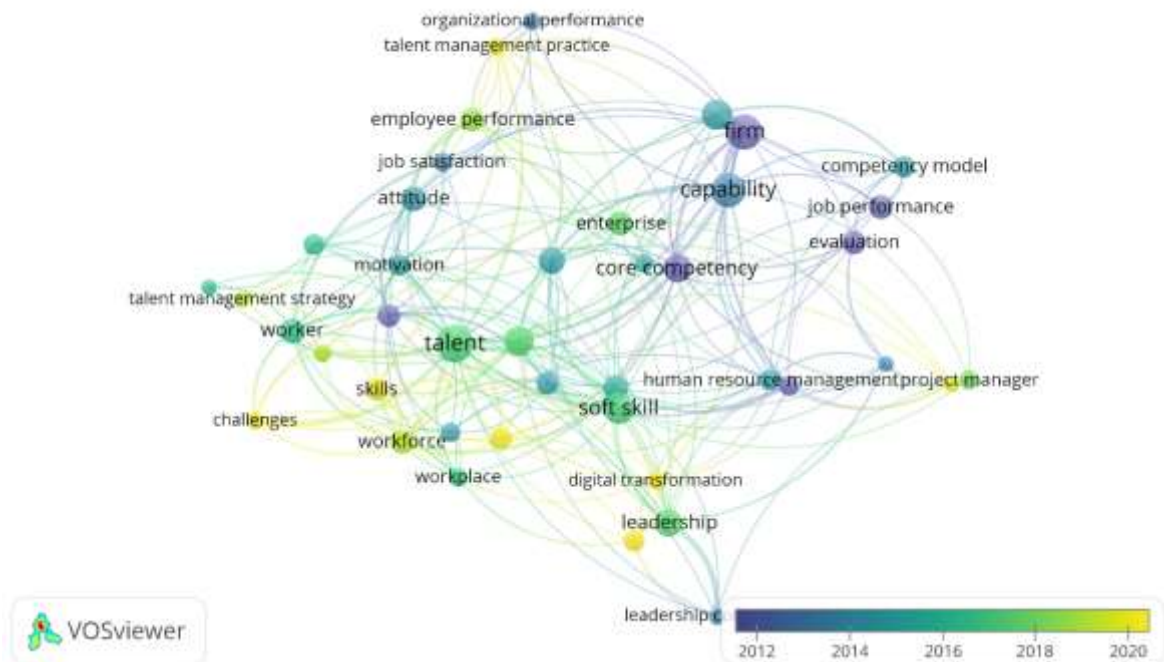 organizational performance
talent management practice
employee performance
firm
job satisfaction
competency model
capability
attitude
job performance
enterprise
evaluation
motivation
core competency
talent management strategy
worker
talent
human resource management
project manager
skills
soft skill
challenges
workforce
workplace
digital transformation
leadership
leadership c
VOSviewer
2012 2014 2016 2018 2020